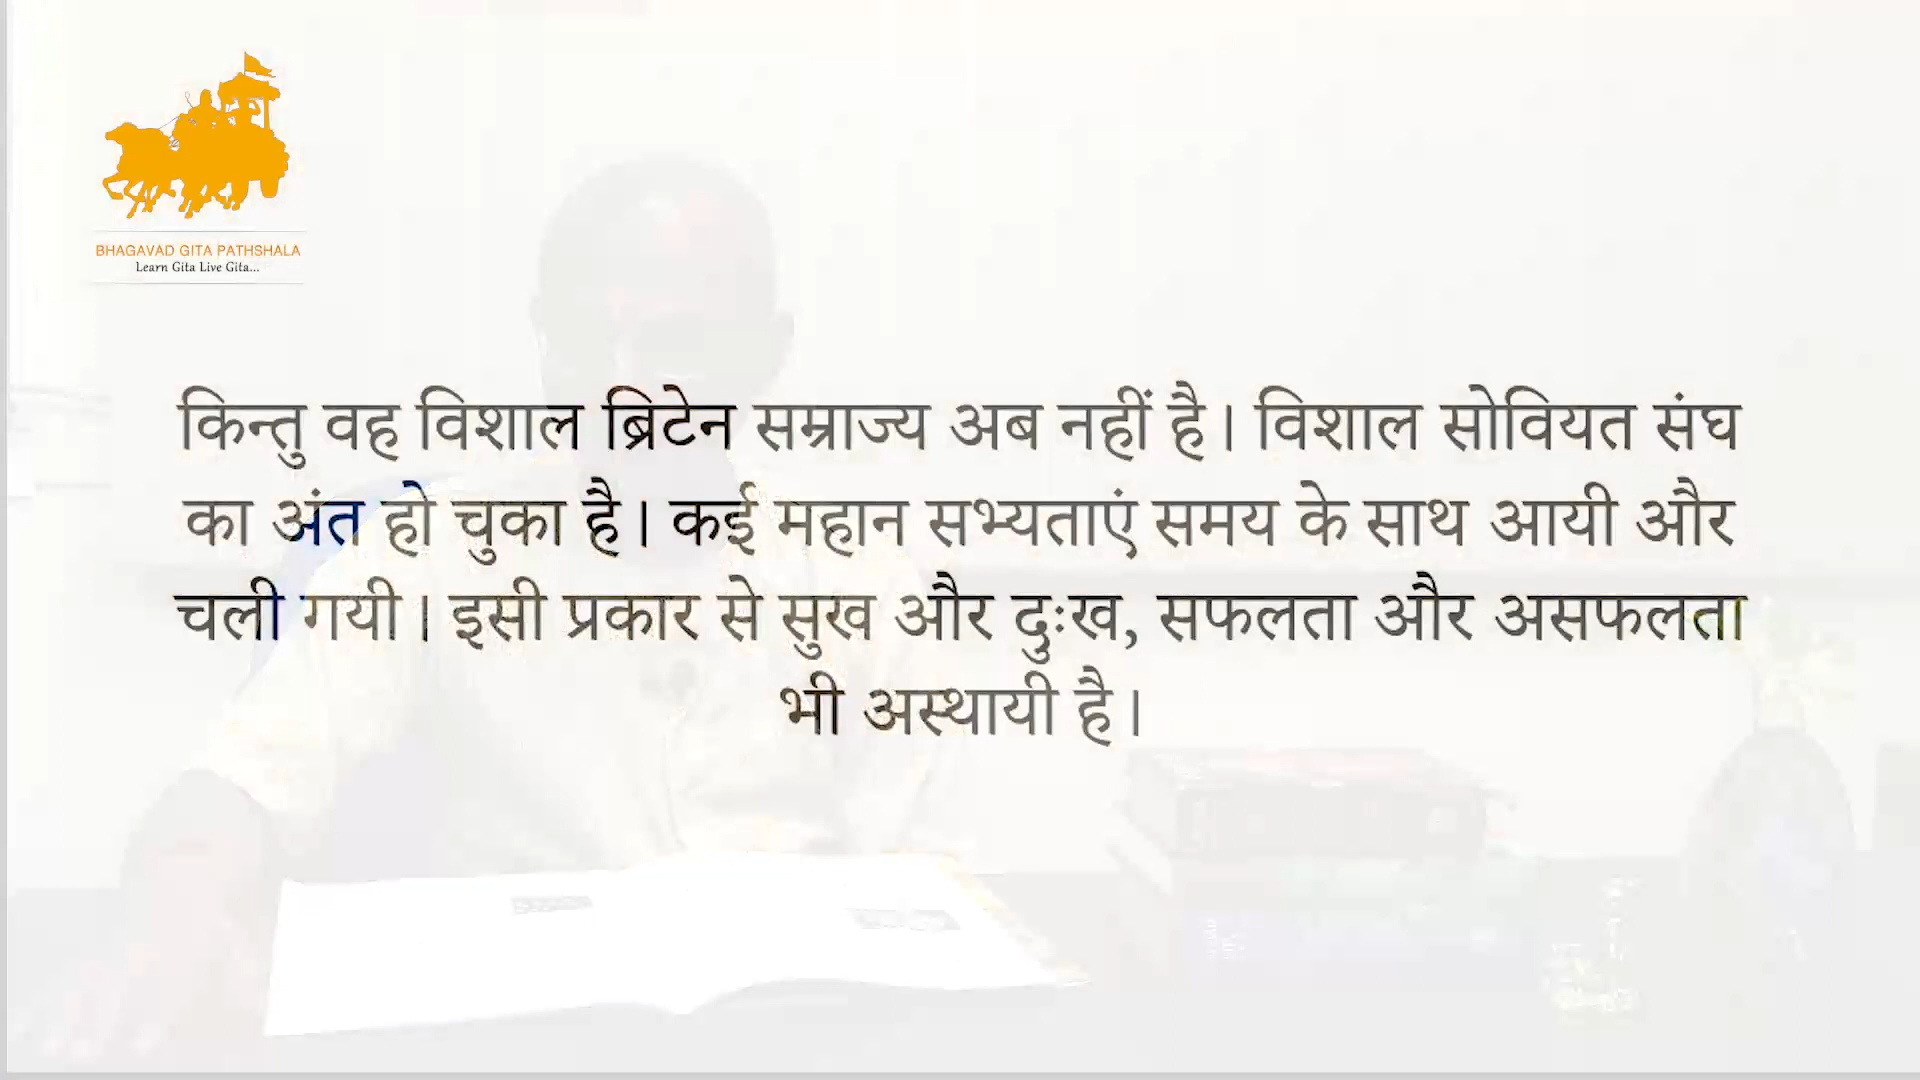 BHAGAVAD GITA PATHSHALA
Learn Gita Live Gita...
किन्तु वह विशाल ब्रिटेन सम्राज्य अब नहीं है। विशाल सोवियत संघ
का अंत हो चुका है। कई महान सभ्यताएं समय के साथ आयी और
चली गयी। इसी प्रकार से सुख और दुःख, सफलता और असफलता
भी अस्थायी है।